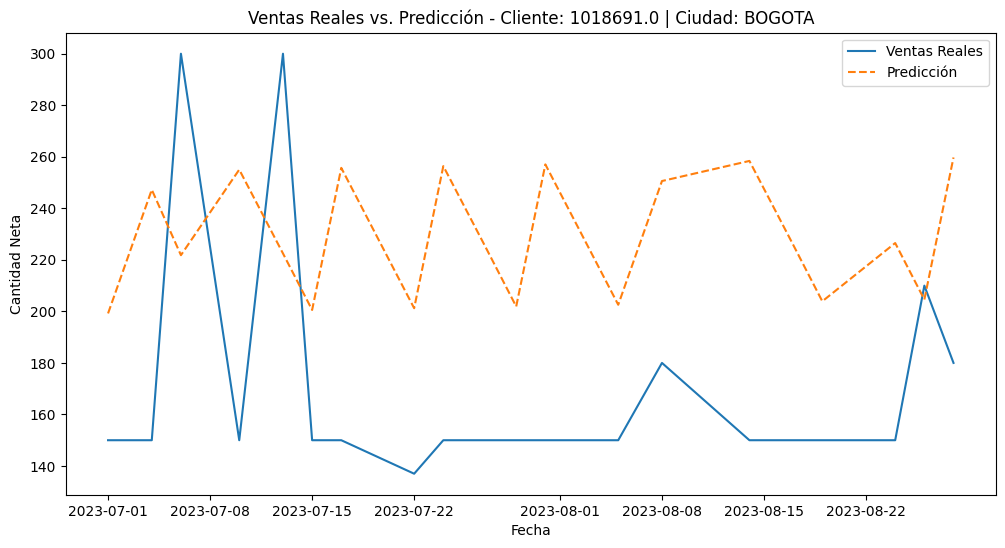 Ventas Reales vs. Predicción - Cliente: 1018691.0 | Ciudad: BOGOTA
Ventas Reales
Predicción
Cantidad Neta
300
280
260
240
220
200
180
160
140
2023-07-01 2023-07-08 2023-07-15 2023-07-22 2023-08-01 2023-08-08 2023-08-15 2023-08-22
Fecha